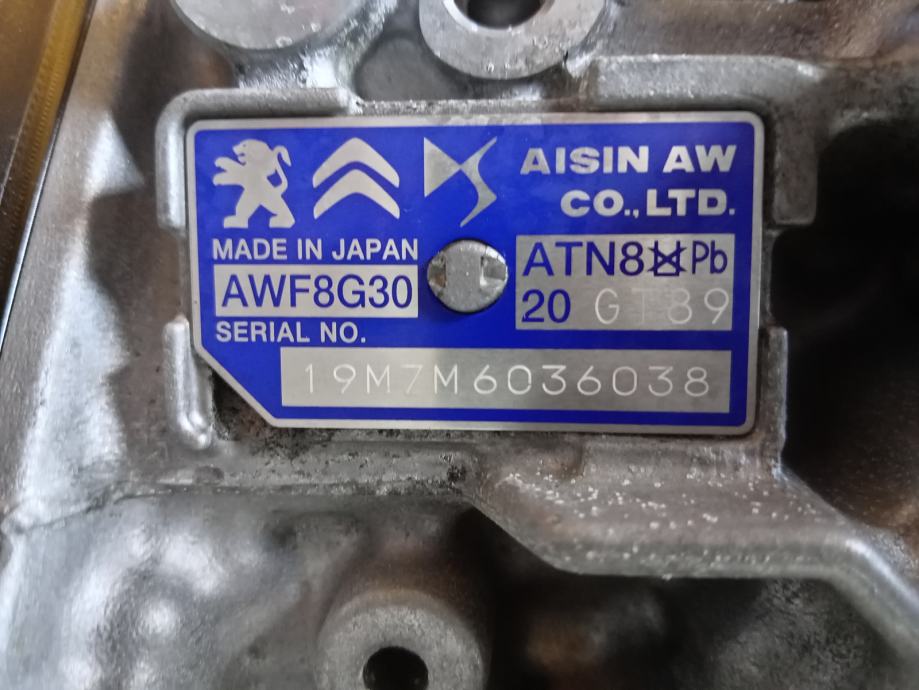 AISIN AW
CO.,LTD.
MADE IN JAPAN
AWF8G30
ATN8 Pb
20 GT89
SERIAL NO.
19M7M6036038